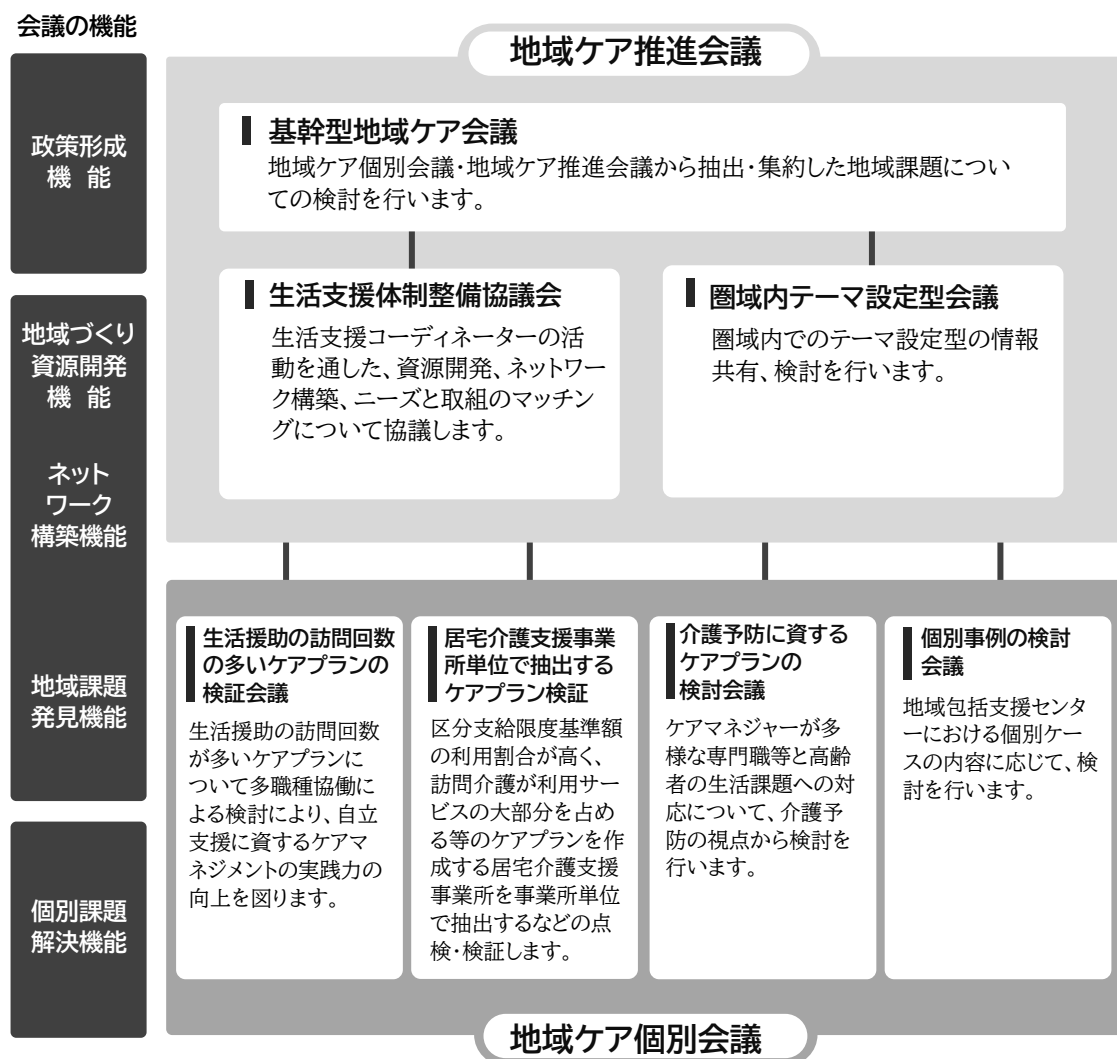 会議の機能
地域ケア推進会議
政策形成
機 能
基幹型地域ケア会議
地域ケア個別会議・地域ケア推進会議から抽出・集約した地域課題につい
ての検討を行います。
地域づくり
資源開発
機 能
ネット
ワーク
構築機能
地域課題
発見機能
生活支援体制整備協議会
生活支援コーディネーターの活
動を通した、資源開発、ネットワー
ク構築、ニーズと取組のマッチン
グについて協議します。
圏域内テーマ設定型会議
圏域内でのテーマ設定型の情報
共有、検討を行います。
個別課題
解決機能
生活援助の訪問回数
の多いケアプランの
検証会議
生活援助の訪問回数
が多いケアプランに
ついて多職種協働に
よる検討により、自立
支援に資するケアマ
ネジメントの実践力の
向上を図ります。
居宅介護支援事業
所単位で抽出する
ケアプラン検証
区分支給限度基準額
の利用割合が高く、
訪問介護が利用サー
ビスの大部分を占め
る等のケアプランを作
成する居宅介護支援
事業所を事業所単位
で抽出するなどの点
検・検証します。
介護予防に資する
ケアプランの
検討会議
ケアマネジャーが多
様な専門職等と高齢
者の生活課題への対
応について、介護予
防の視点から検討を
行います。
個別事例の検討
会議
地域包括支援センタ
ーにおける個別ケー
スの内容に応じて、検
討を行います。
地域ケア個別会議